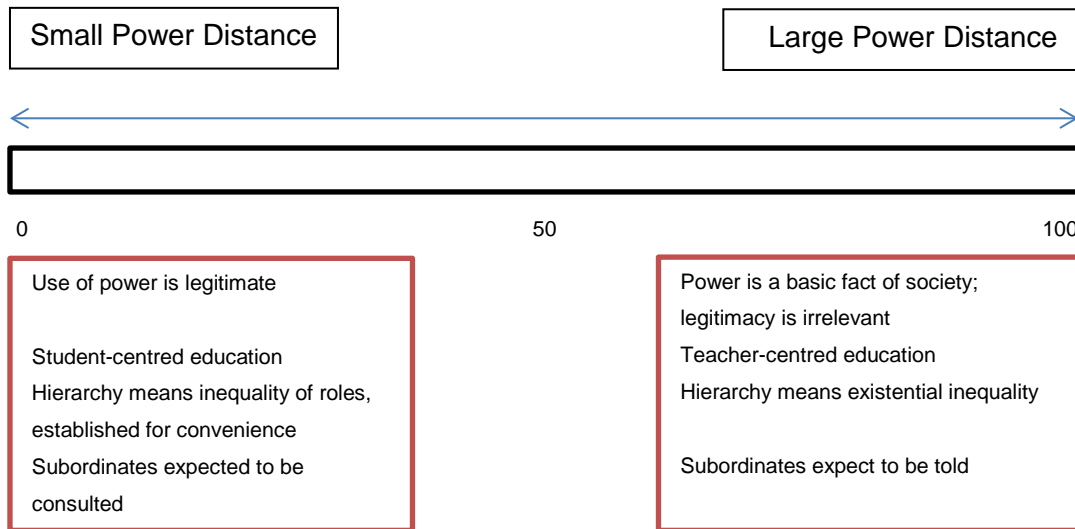 Small Power Distance
Large Power Distance
0
50
100
Use of power is legitimate
Student-centred education
Hierarchy means inequality of roles,
established for convenience
Subordinates expected to be
consulted
Power is a basic fact of society;
legitimacy is irrelevant
Teacher-centred education
Hierarchy means existential inequality
Subordinates expect to be told